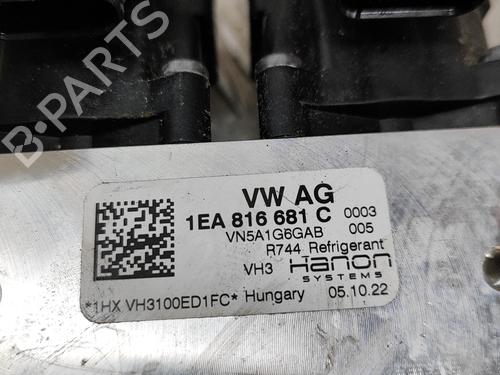 B-PARTS
VW AG
1EA 816 681 C 0003
VN5A1G6GAB 005
R744 Refrigerant
VH3 Hanon
SYSTEMS
*1HX VH3100ED1FC* Hungary 05.10.22